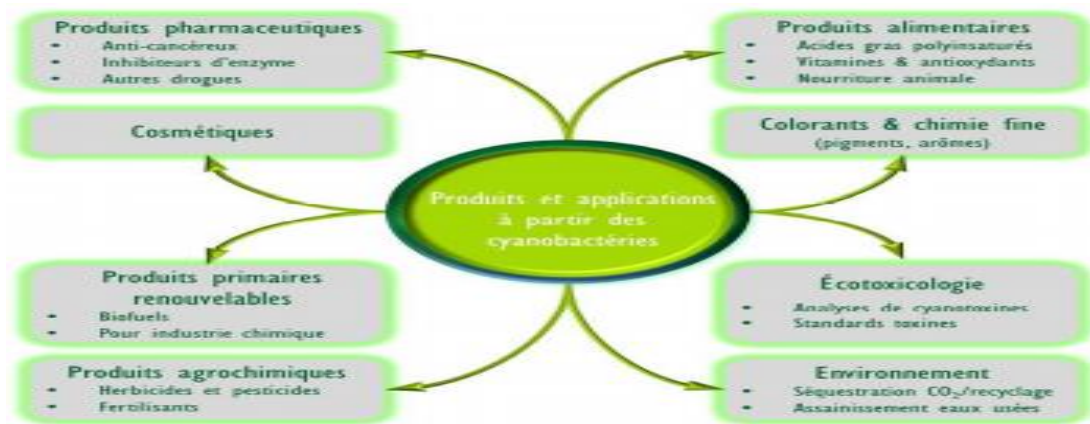 Produits pharmaceutiques
• Anti-cancéreux
• Inhibiteurs d'enzyme
• Autres drogues
Cosmétiques
Produits primaires
renouvelables
• Biofuels
• Pour industrie chimique
Produits agrochimiques
• Herbicides et pesticides
• Fertilisants
Produits et applications
à partir des
cyanobactéries
Produits alimentaires
• Acides gras polyinsaturés
• Vitamines & antioxydants
• Nourriture animale
Colorants & chimie fine
(pigments, arômes)
Écotoxicologie
• Analyses de cyanotoxines
• Standards toxines
Environnement
• Séquestration CO₂/recyclage
• Assainissement eaux usées